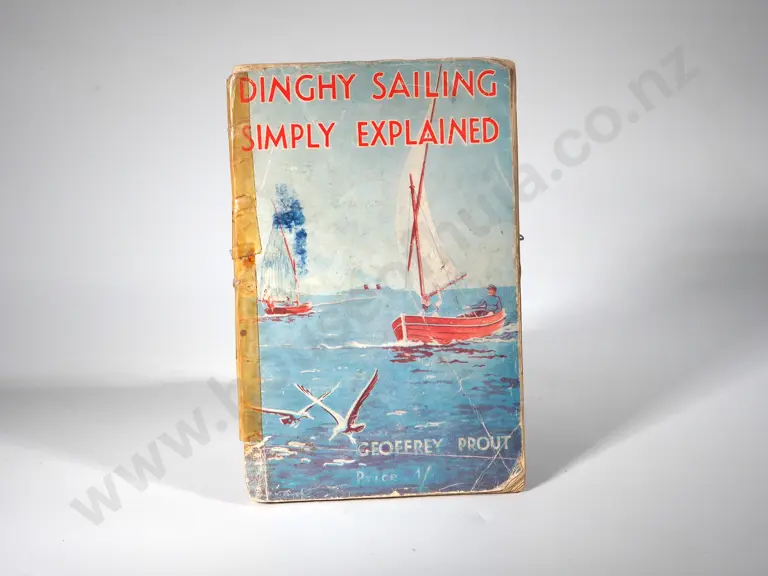 DINGHY SAILING
SIMPLY EXPLAINED
GEOFFREY PROUT
Price 1/